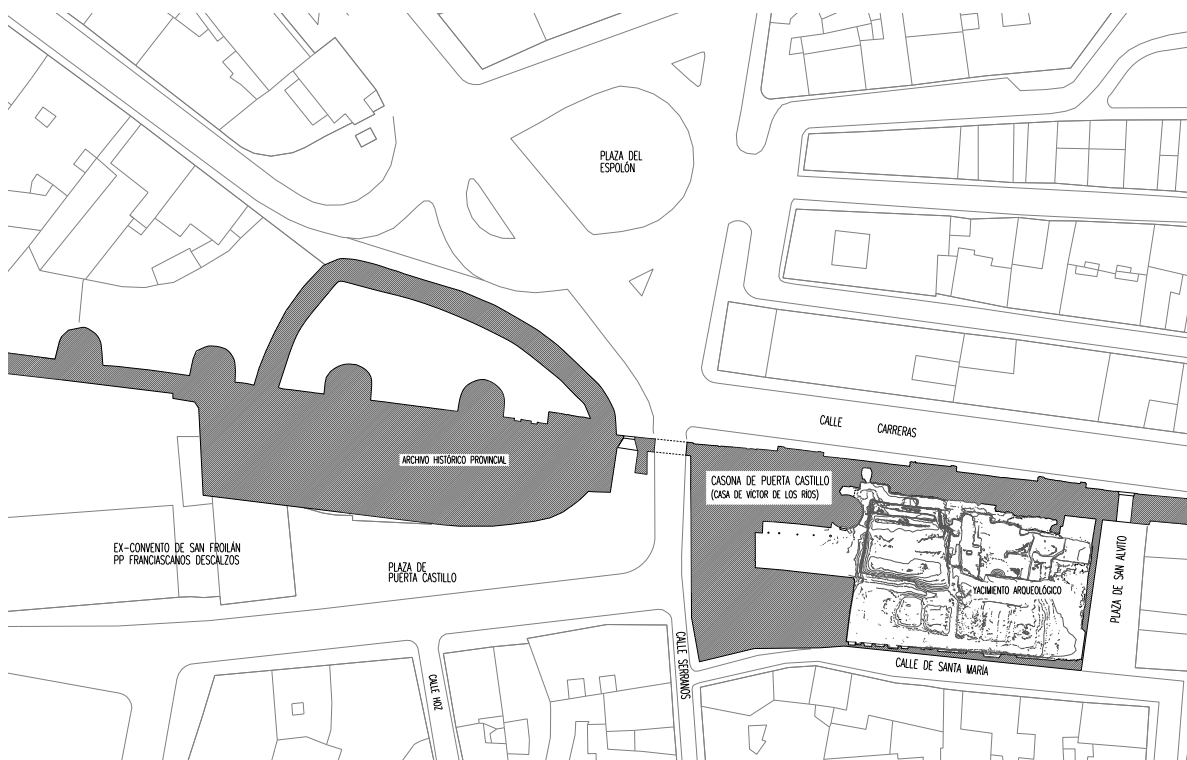 PLAZA DEL
ESPOLÓN
CALLE CARRERAS
ARCHIVO HISTÓRICO PROVINCIAL
CASONA DE PUERTA CASTILLO
(CASA DE VÍCTOR DE LOS RÍOS)
EX-CONVENTO DE SAN FROILÁN
PP FRANCIASCANOS DESCALZOS
PLAZA DE
PUERTA CASTILLO
YACIMIENTO ARQUEOLÓGICO
PLAZA DE SAN ALVITO
CALLE DE SANTA MARÍA
CALLE SERRANOS
CALLE HOZ